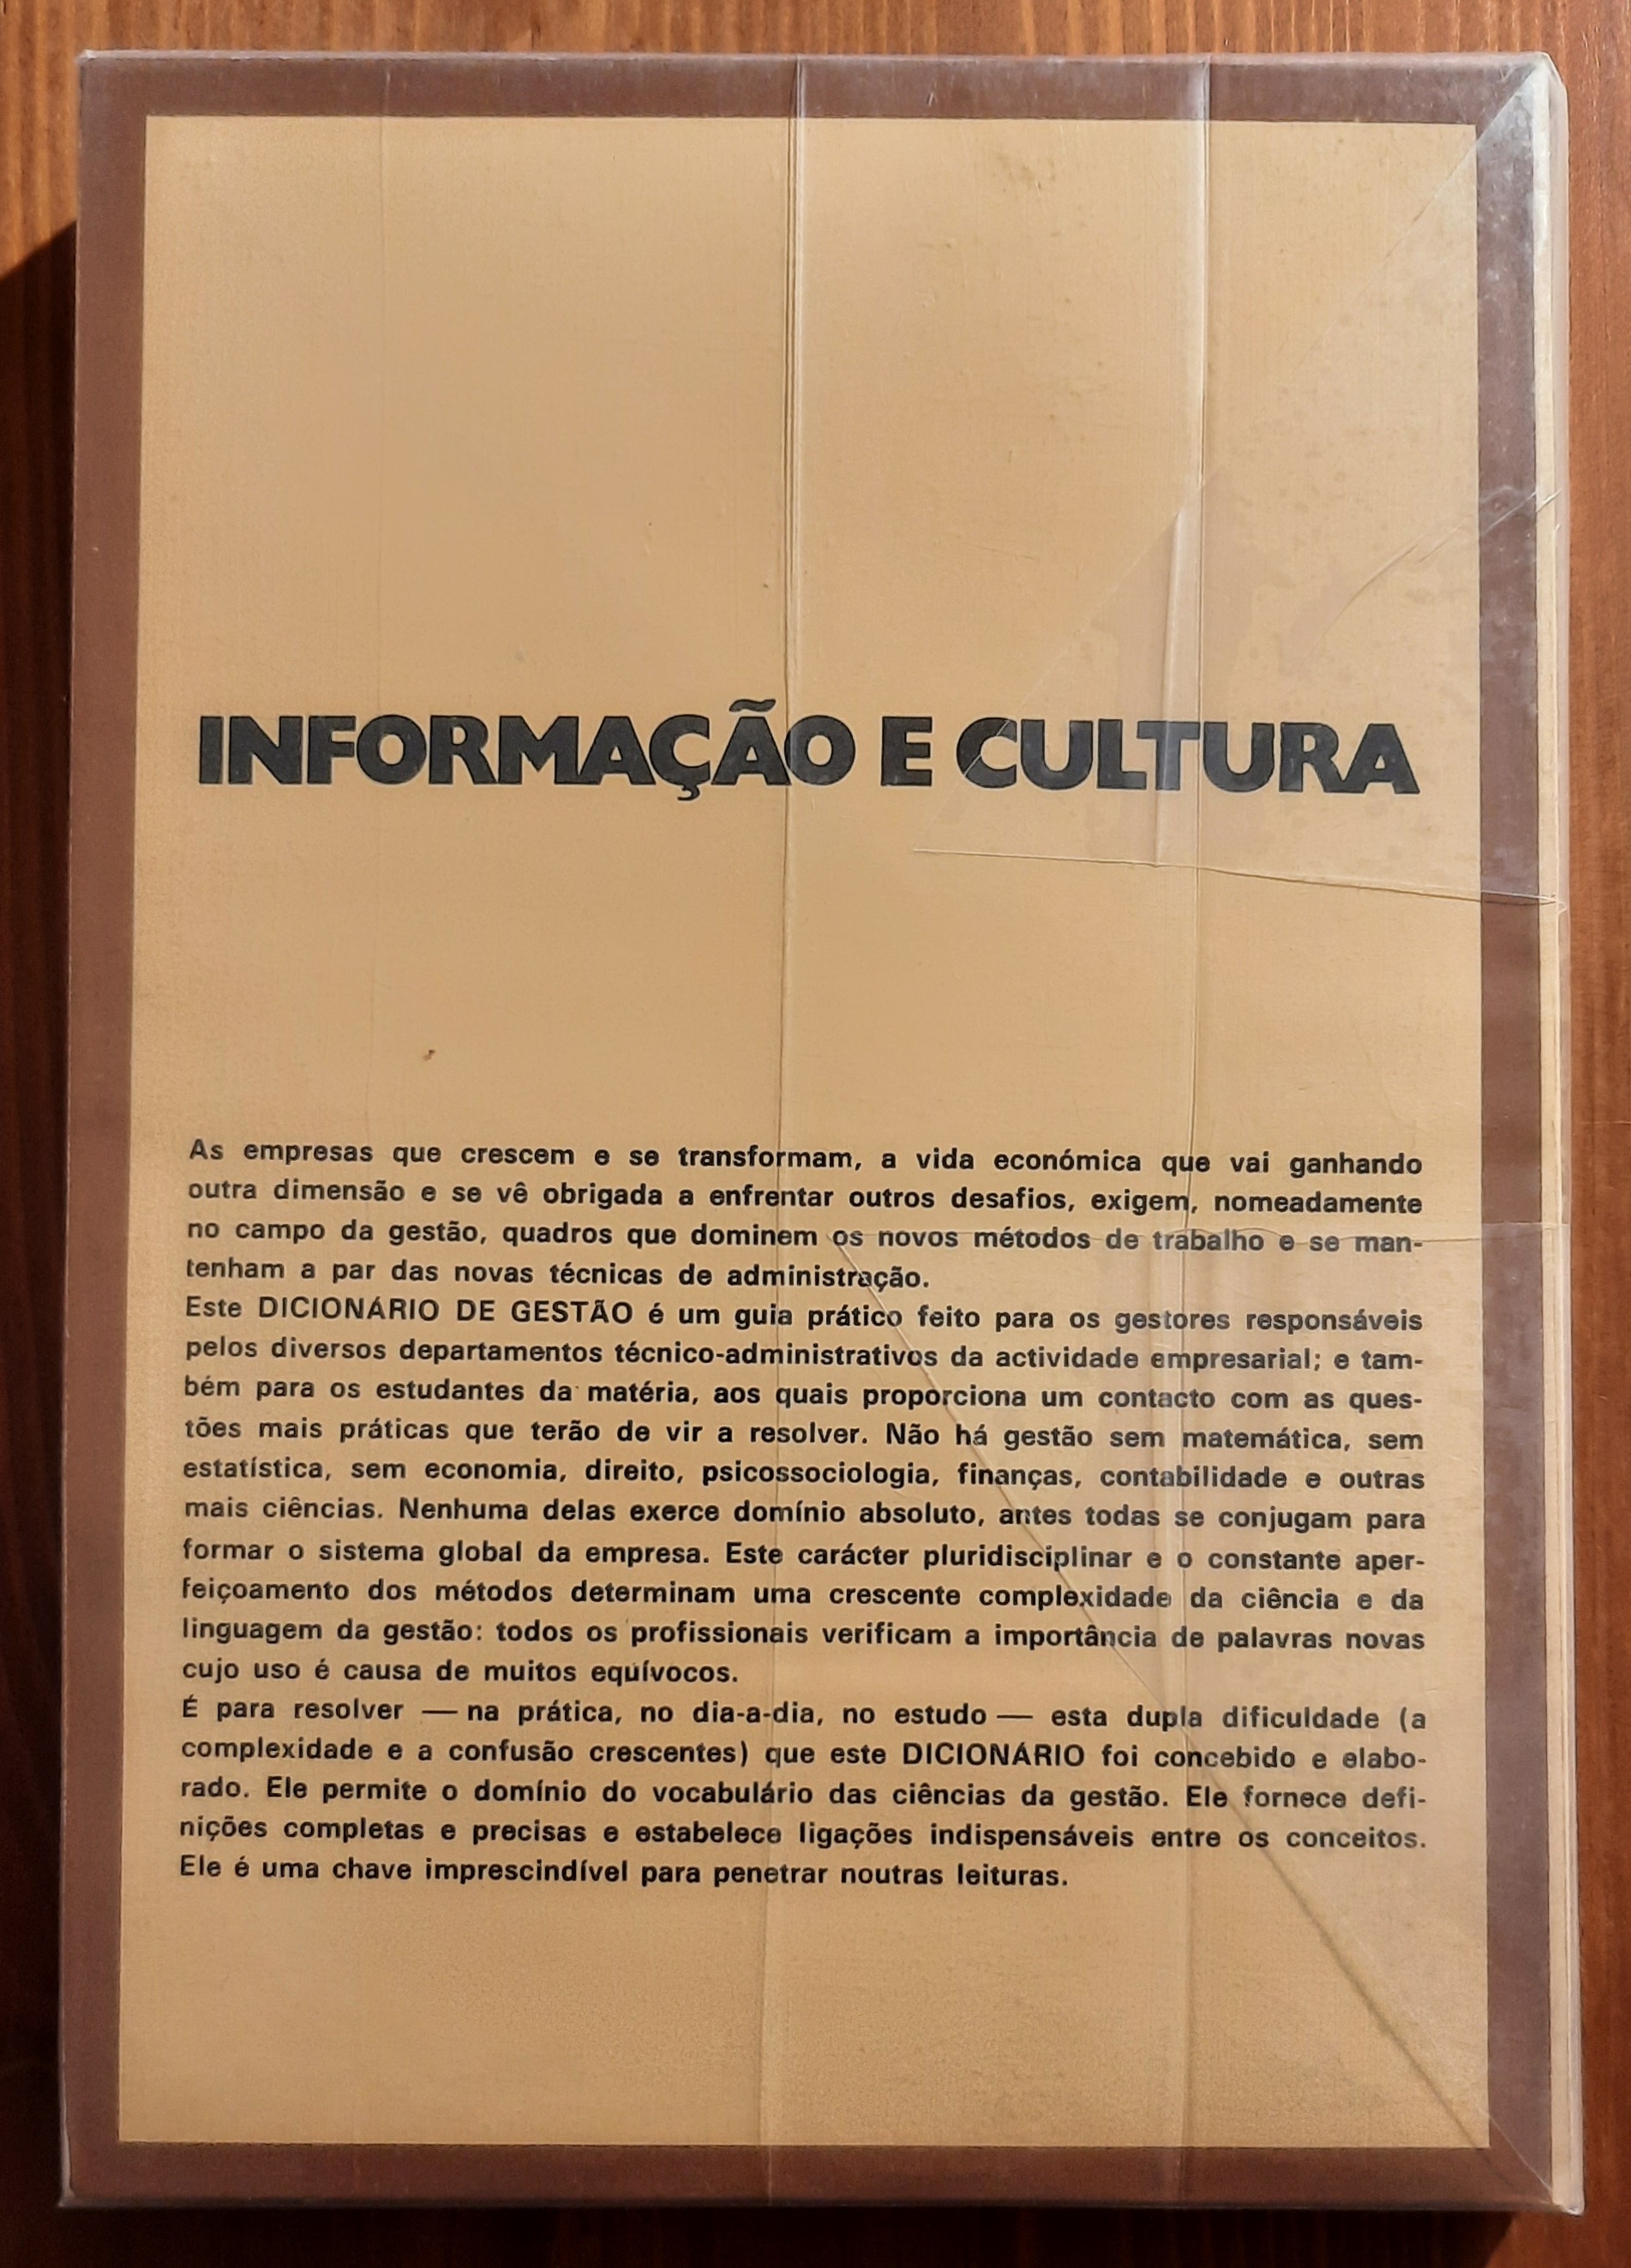 INFORMAÇÃO E CULTURA
As empresas que crescem e se transformam, a vida económica que vai ganhando
outra dimensão e se vê obrigada a enfrentar outros desafios, exigem, nomeadamente
no campo da gestão, quadros que dominem os novos métodos de trabalho e se man-
tenham a par das novas técnicas de administração.
Este DICIONÁRIO DE GESTÃO é um guia prático feito para os gestores responsáveis
pelos diversos departamentos técnico-administrativos da actividade empresarial; e tam-
bém para os estudantes da matéria, aos quais proporciona um contacto com as ques-
tões mais práticas que terão de vir a resolver. Não há gestão sem matemática, sem
estatística, sem economia, direito, psicossociologia, finanças, contabilidade e outras
mais ciências. Nenhuma delas exerce domínio absoluto, antes todas se conjugam para
formar o sistema global da empresa. Este carácter pluridisciplinar e o constante aper-
feiçoamento dos métodos determinam uma crescente complexidade da ciência e da
linguagem da gestão: todos os profissionais verificam a importância de palavras novas
cujo uso é causa de muitos equívocos.
É para resolver — na prática, no dia-a-dia, no estudo — esta dupla dificuldade (a
complexidade e a confusão crescentes) que este DICIONÁRIO foi concebido e elabo-
rado. Ele permite o domínio do vocabulário das ciências da gestão. Ele fornece defi-
nições completas e precisas e estabelece ligações indispensáveis entre os conceitos.
Ele é uma chave imprescindível para penetrar noutras leituras.